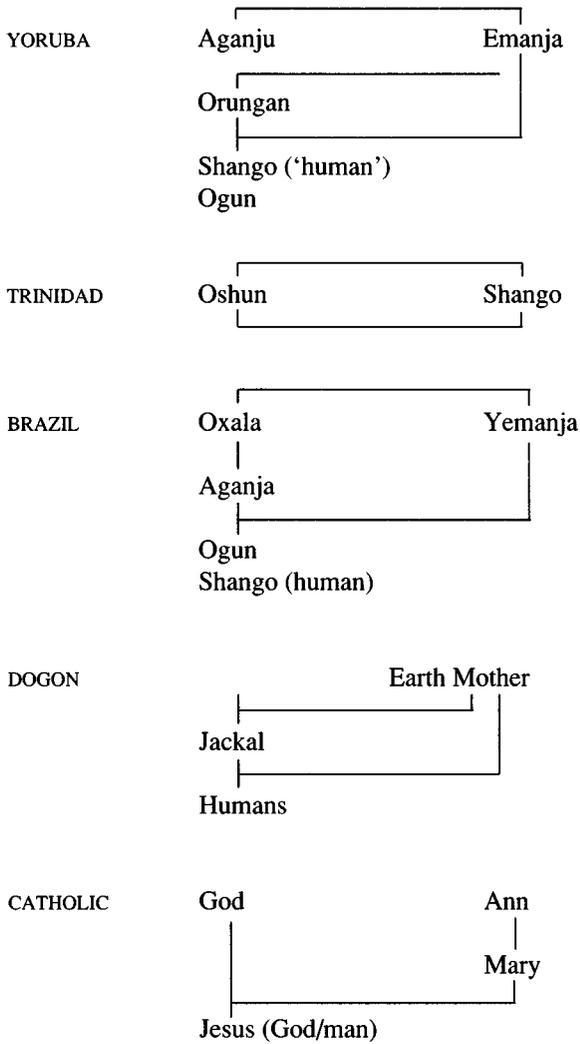 YORUBA Aganju Emanja
Orungan
Shango (‘human’)
Ogun
TRINIDAD Oshun Shango
BRAZIL Oxala Yemanja
Aganja
Ogun
Shango (human)
DOGON Earth Mother
Jackal
Humans
CATHOLIC God Ann
Mary
Jesus (God/man)